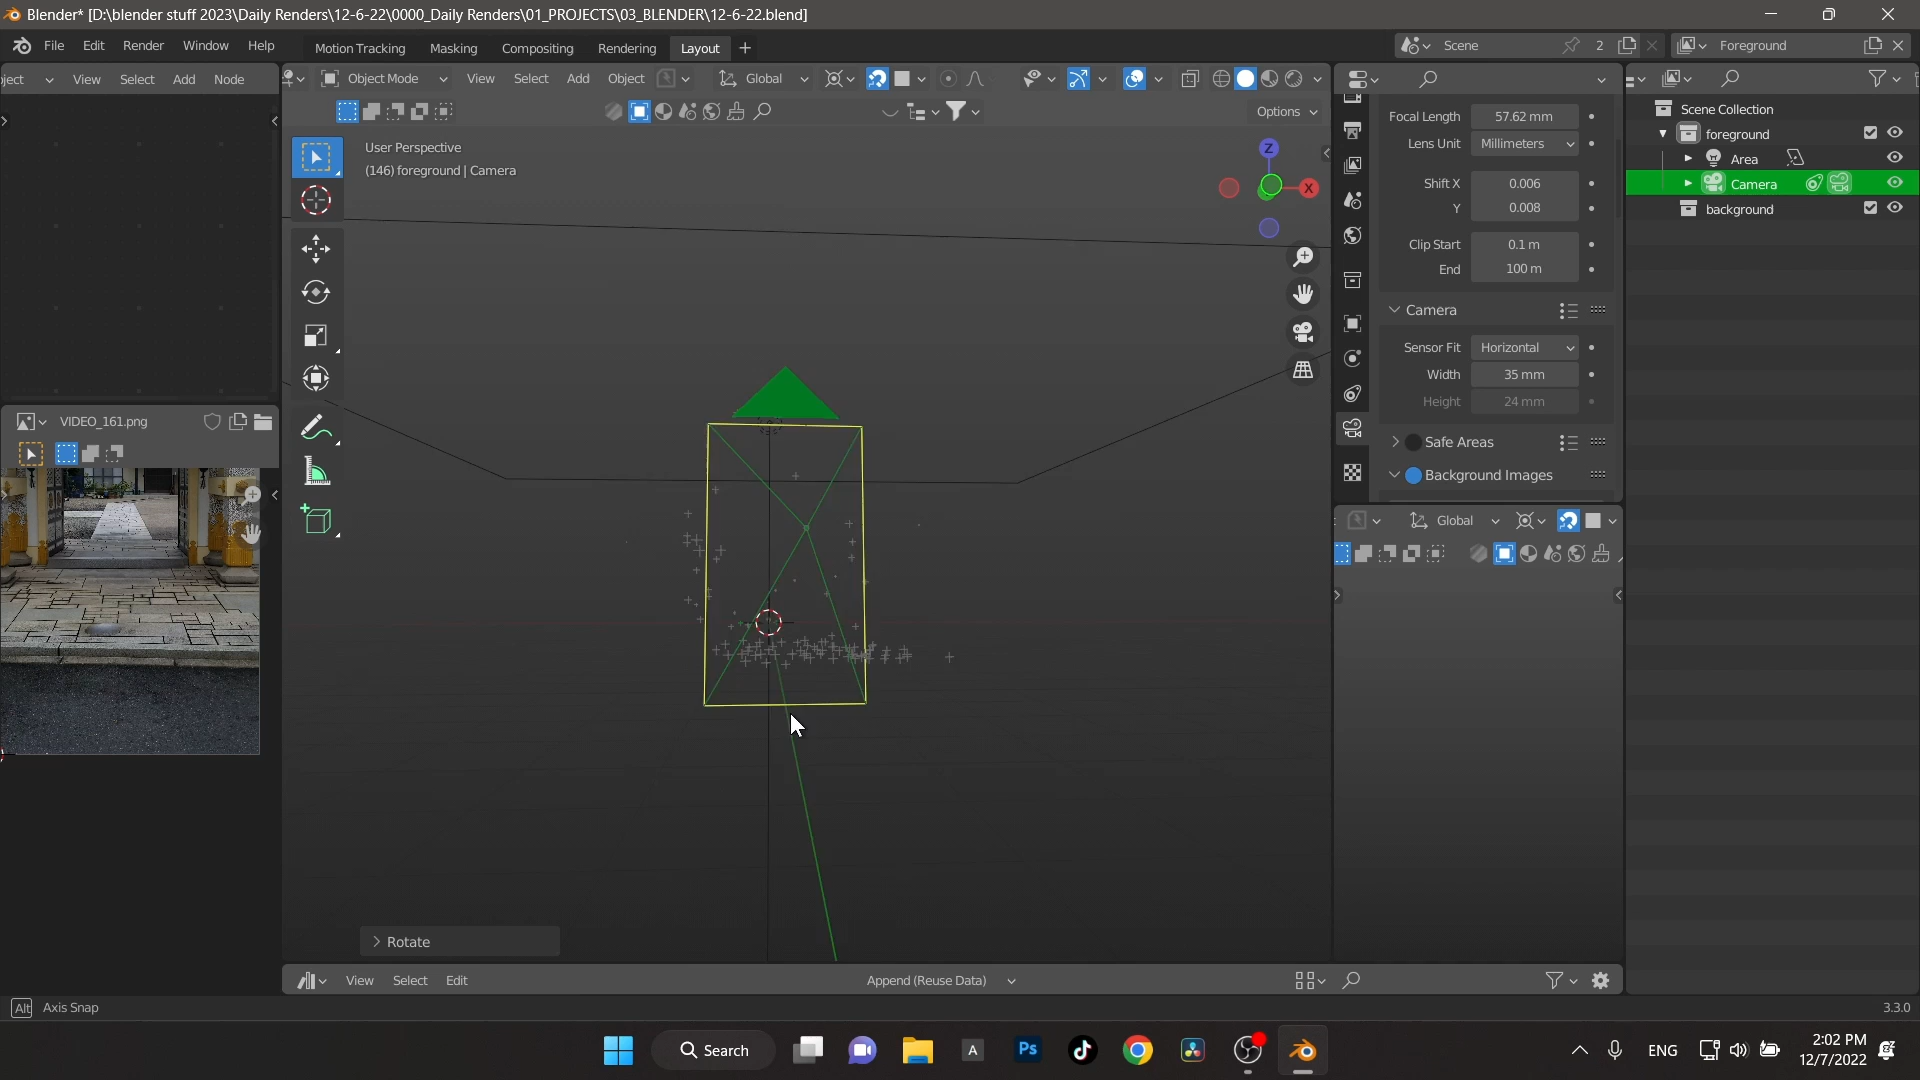 Blender* [D:\blender stuff 2023\Daily Renders\12-6-22\0000_Daily Renders\01_PROJECTS\03_BLENDER\12-6-22.blend]
File Edit Render Window Help Motion Tracking Masking Compositing Rendering Layout + Scene 2 Foreground
ject View Select Add Node Object Mode View Select Add Object Global
Options
User Perspective
(146) foreground | Camera
Z
X
Focal Length 57.62 mm
Lens Unit Millimeters
Shift X 0.006
Y 0.008
Clip Start 0.1 m
End 100 m
Camera
Sensor Fit Horizontal
Width 35 mm
Height 24 mm
Safe Areas
Background Images
Scene Collection
foreground
Area
Camera
background
VIDEO_161.png
Global
Rotate
View Select Edit Append (Reuse Data)
Alt Axis Snap 3.3.0
Search A Ps ENG 2:02 PM
12/7/2022